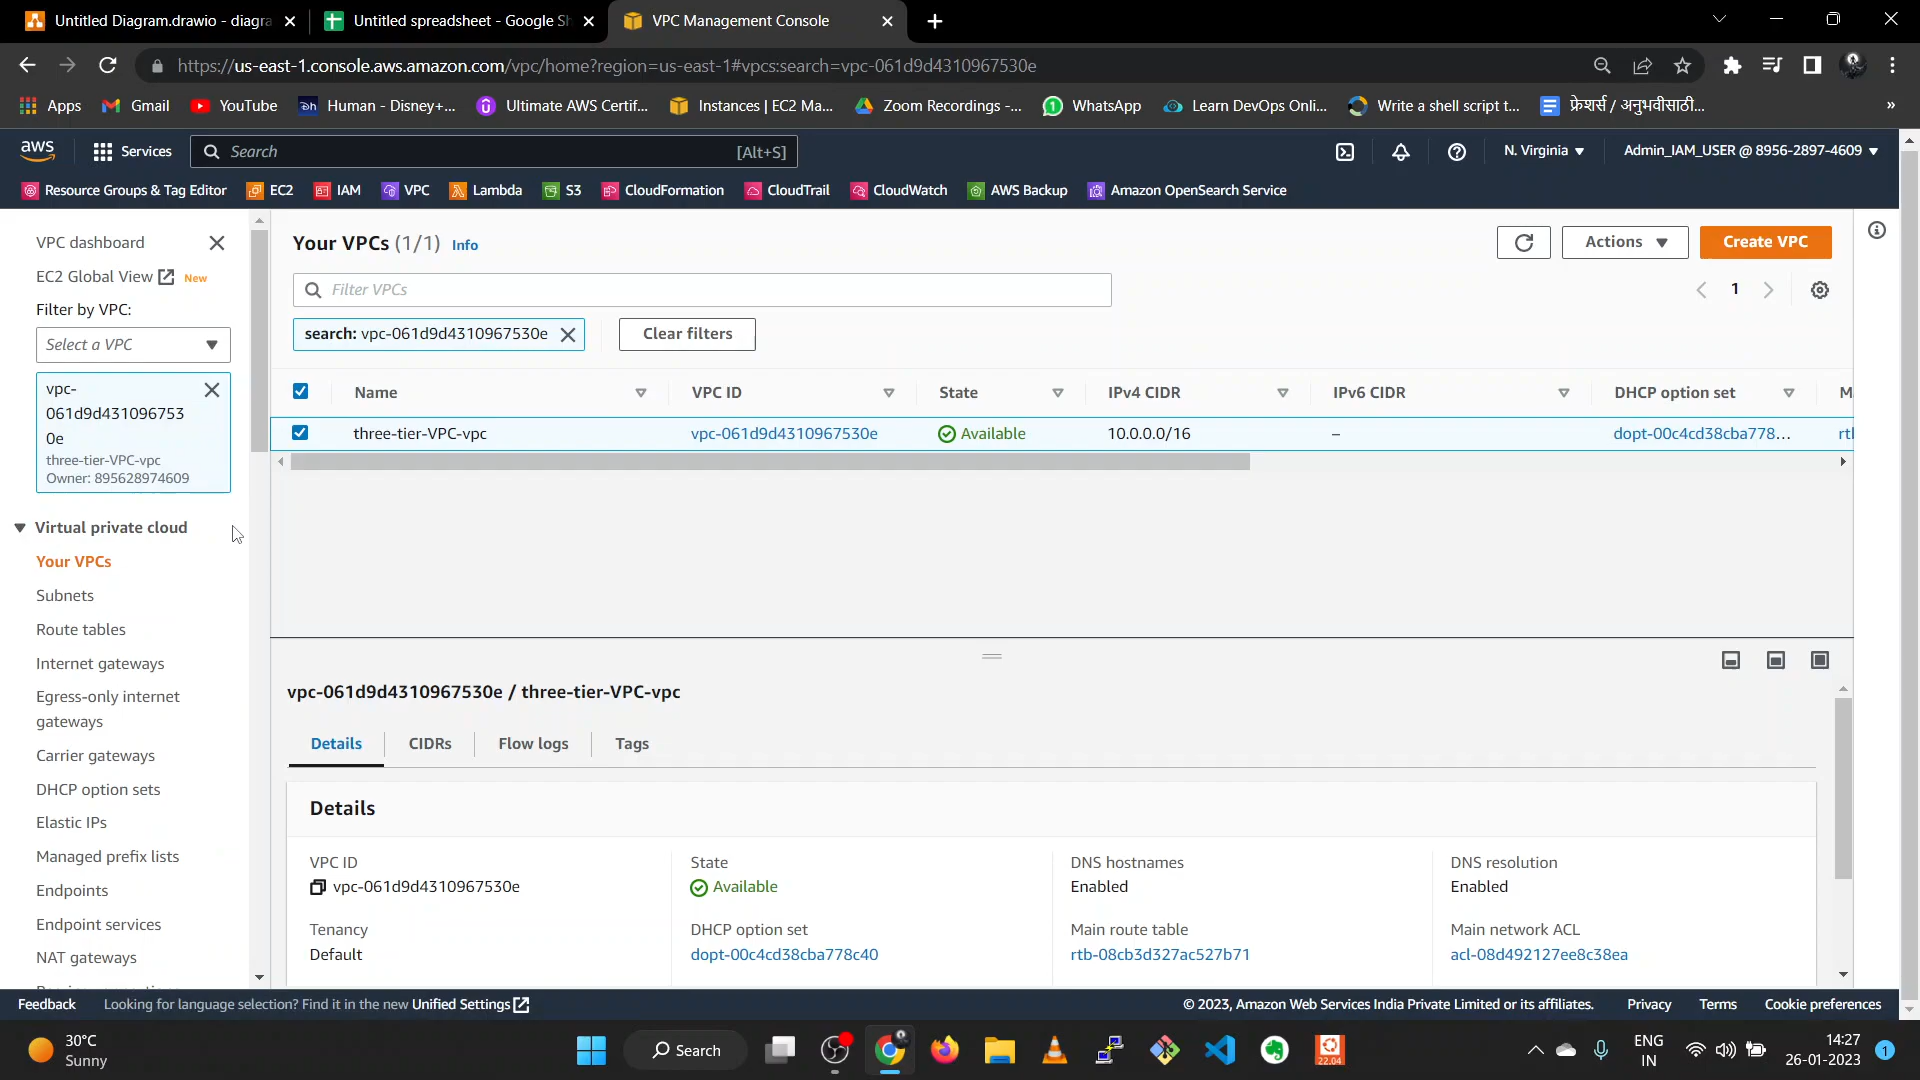 Untitled Diagram.drawio - diagra
Untitled spreadsheet - Google Sh
VPC Management Console
https://us-east-1.console.aws.amazon.com/vpc/home?region=us-east-1#vpcs:search=vpc-061d9d4310967530e
Apps
Gmail
YouTube
Human - Disney+...
Ultimate AWS Certif...
Instances | EC2 Ma...
Zoom Recordings -...
WhatsApp
Learn DevOps Onli...
Write a shell script t...
फ्रेशर्स / अनुभवीसाठी...
»
aws
Services
Search
[Alt+S]
N. Virginia
Admin_IAM_USER @ 8956-2897-4609
Resource Groups & Tag Editor
EC2
IAM
VPC
Lambda
S3
CloudFormation
CloudTrail
CloudWatch
AWS Backup
Amazon OpenSearch Service
VPC dashboard
EC2 Global View
New
Filter by VPC:
Select a VPC
vpc-
061d9d431096753
0e
three-tier-VPC-vpc
Owner: 895628974609
Virtual private cloud
Your VPCs
Subnets
Route tables
Internet gateways
Egress-only internet
gateways
Carrier gateways
DHCP option sets
Elastic IPs
Managed prefix lists
Endpoints
Endpoint services
NAT gateways
Your VPCs (1/1)
Info
Actions
Create VPC
Filter VPCs
1
search: vpc-061d9d4310967530e
Clear filters
Name
VPC ID
State
IPv4 CIDR
IPv6 CIDR
DHCP option set
M
three-tier-VPC-vpc
vpc-061d9d4310967530e
Available
10.0.0.0/16
–
dopt-00c4cd38cba778...
rtl
vpc-061d9d4310967530e / three-tier-VPC-vpc
Details
CIDRs
Flow logs
Tags
Details
VPC ID
vpc-061d9d4310967530e
State
Available
DNS hostnames
Enabled
DNS resolution
Enabled
Tenancy
Default
DHCP option set
dopt-00c4cd38cba778c40
Main route table
rtb-08cb3d327ac527b71
Main network ACL
acl-08d492127ee8c38ea
Feedback
Looking for language selection? Find it in the new Unified Settings
© 2023, Amazon Web Services India Private Limited or its affiliates.
Privacy
Terms
Cookie preferences
30°C
Sunny
Search
22.04
ENG
IN
14:27
26-01-2023
1